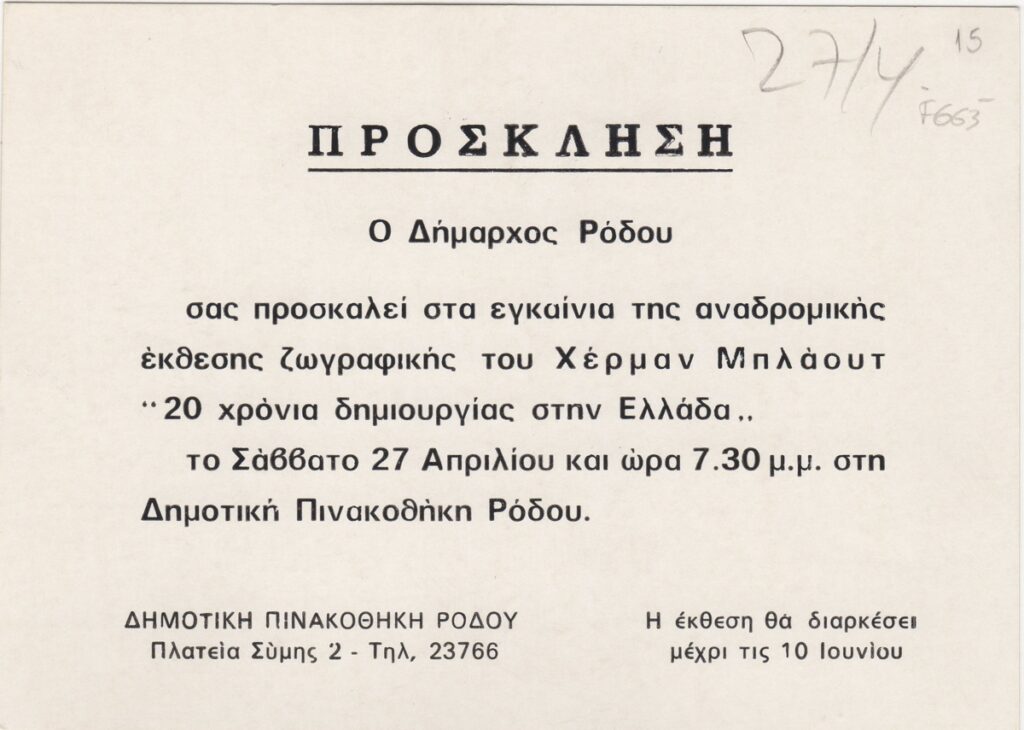 27/4
15
F663
ΠΡΟΣΚΛΗΣΗ
Ο Δήμαρχος Ρόδου
σας προσκαλεί στα εγκαίνια της αναδρομικής
έκθεσης ζωγραφικής του Χέρμαν Μπλάουτ
“20 χρόνια δημιουργίας στην Ελλάδα„
το Σάββατο 27 Απριλίου και ώρα 7.30 μ.μ. στη
Δημοτική Πινακοθήκη Ρόδου.
ΔΗΜΟΤΙΚΗ ΠΙΝΑΚΟΘΗΚΗ ΡΟΔΟΥ
Πλατεία Σύμης 2 - Τηλ, 23766
Η έκθεση θά διαρκέσει
μέχρι τις 10 Ιουνίου